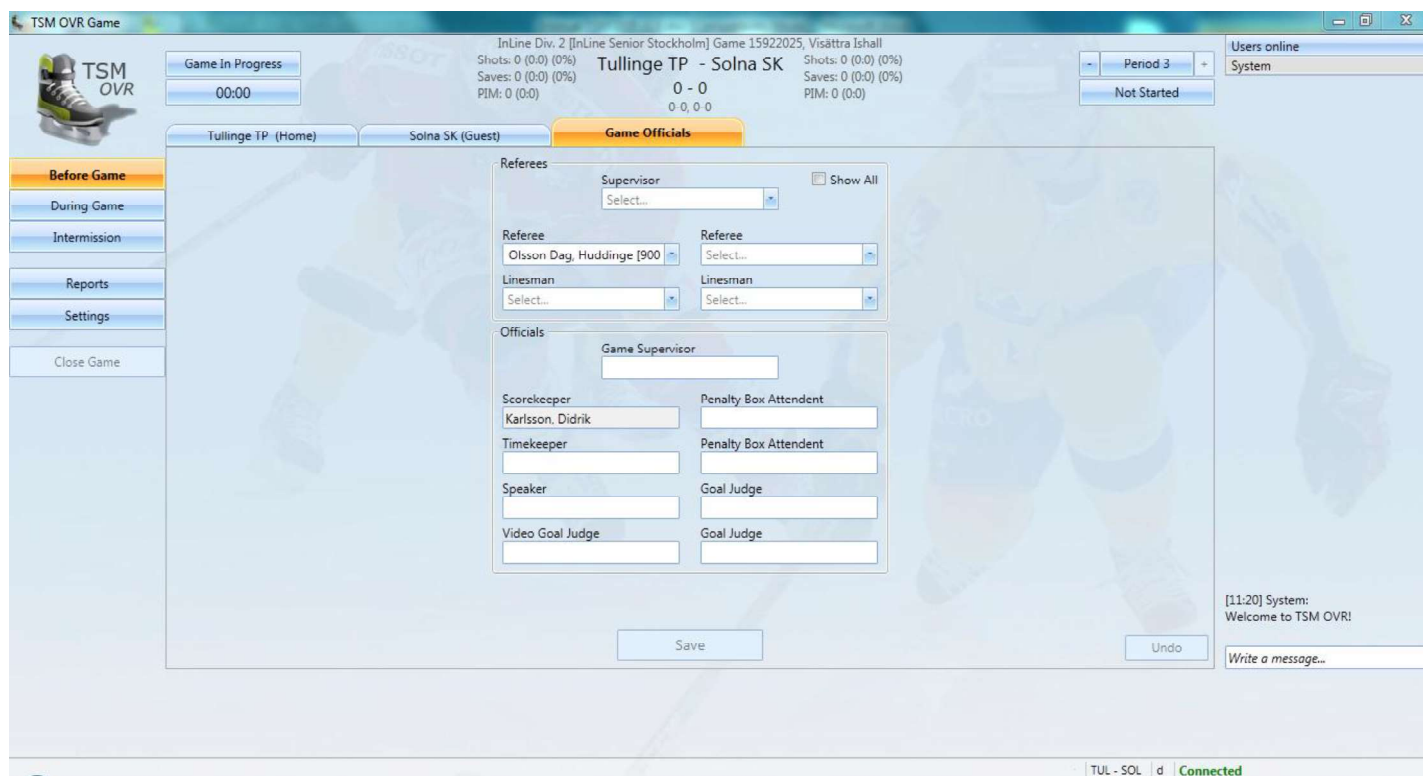 TSM OVR Game
TSM
OVR
Game In Progress
00:00
InLine Div. 2 [InLine Senior Stockholm] Game 15922025, Visättra Ishall
Shots: 0 (0:0) (0%)
Saves: 0 (0:0) (0%)
PIM: 0 (0:0)
Tullinge TP - Solna SK
0 - 0
0-0, 0-0
Shots: 0 (0:0) (0%)
Saves: 0 (0:0) (0%)
PIM: 0 (0:0)
- Period 3 +
Not Started
Users online
System
Tullinge TP (Home)
Solna SK (Guest)
Game Officials
Before Game
During Game
Intermission
Reports
Settings
Close Game
Referees
Supervisor
Show All
Select...
Referee Referee
Olsson Dag, Huddinge [900 Select...
Linesman Linesman
Select... Select...
Officials
Game Supervisor
Scorekeeper Penalty Box Attendent
Karlsson, Didrik
Timekeeper Penalty Box Attendent
Speaker Goal Judge
Video Goal Judge Goal Judge
Save
Undo
[11:20] System:
Welcome to TSM OVR!
Write a message...
TUL - SOL d Connected